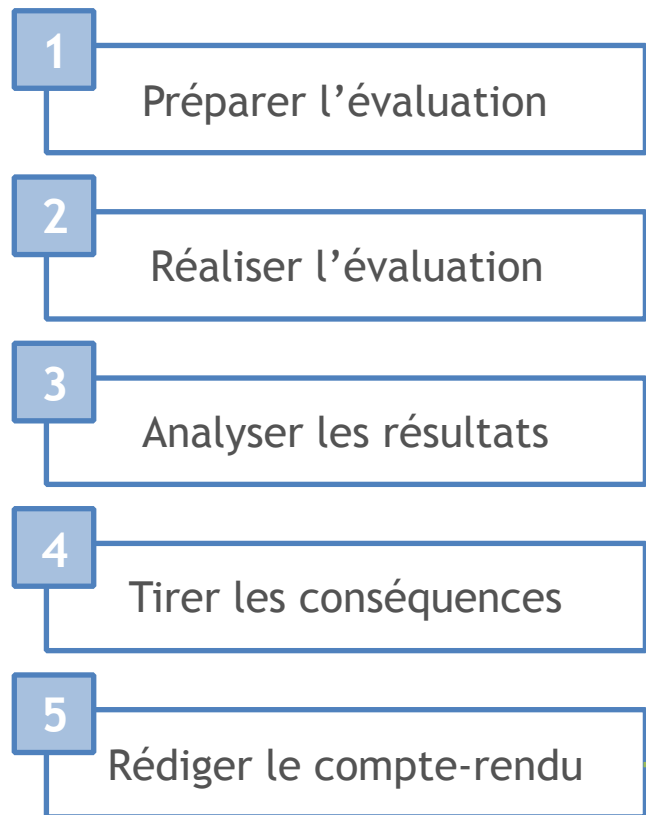 1
Préparer l’évaluation
2
Réaliser l’évaluation
3
Analyser les résultats
4
Tirer les conséquences
5
Rédiger le compte-rendu